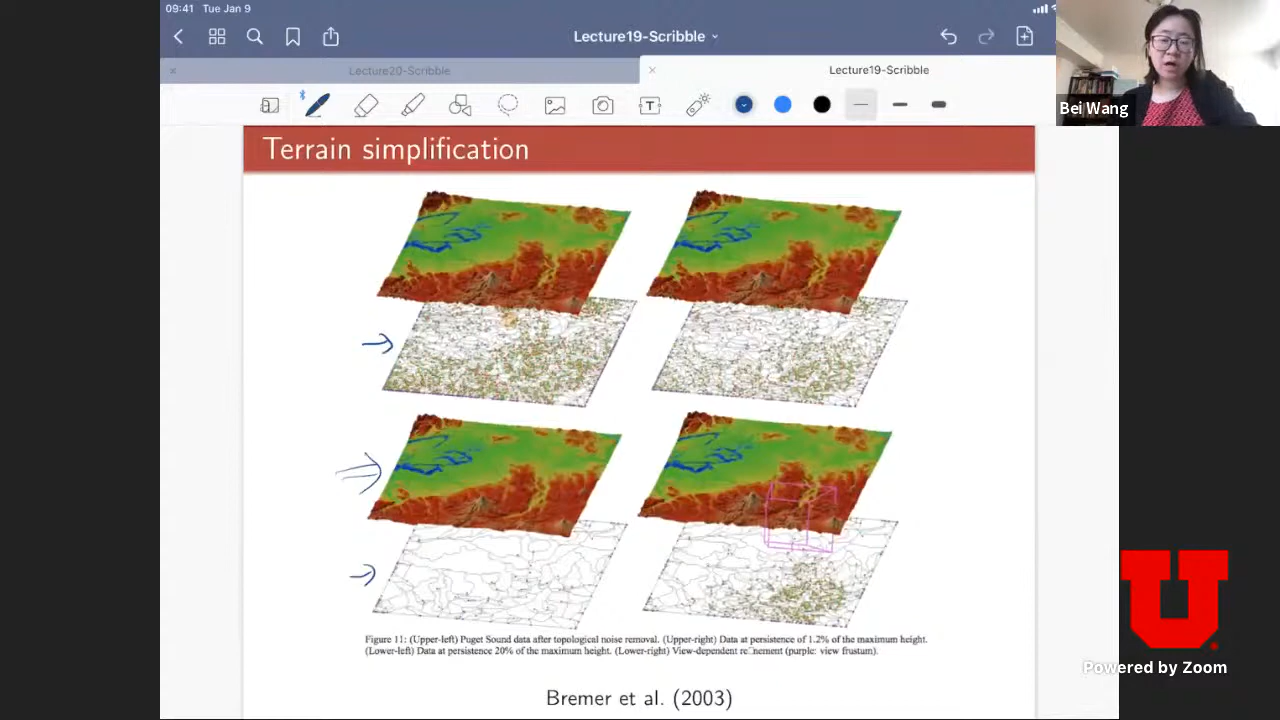 09:41 Tue Jan 9
Lecture19-Scribble
Lecture20-Scribble
Lecture19-Scribble
T
Bei Wang
Terrain simplification
Figure 11: (Upper-left) Puget Sound data after topological noise removal. (Upper-right) Data at persistence of 1.2% of the maximum height.
(Lower-left) Data at persistence 20% of the maximum height. (Lower-right) View-dependent refinement (purple: view frustum).
Bremer et al. (2003)
U
Powered by Zoom